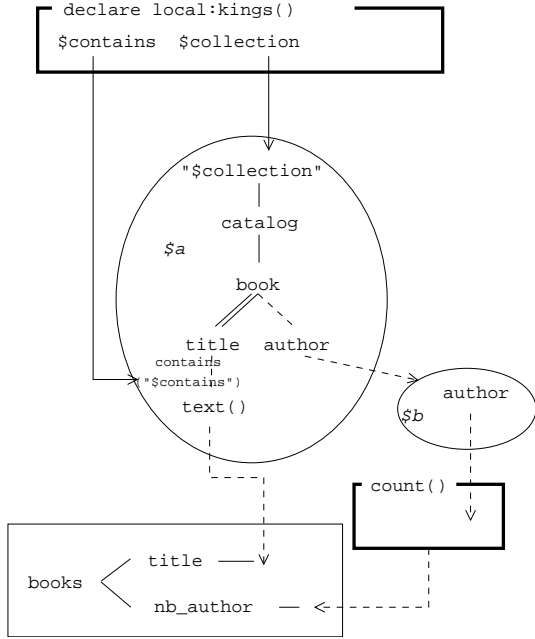 declare local:kings()
$contains $collection
"$collection"
catalog
$a
book
title author
contains
("$contains")
text()
author
$b
count()
title
books
nb_author